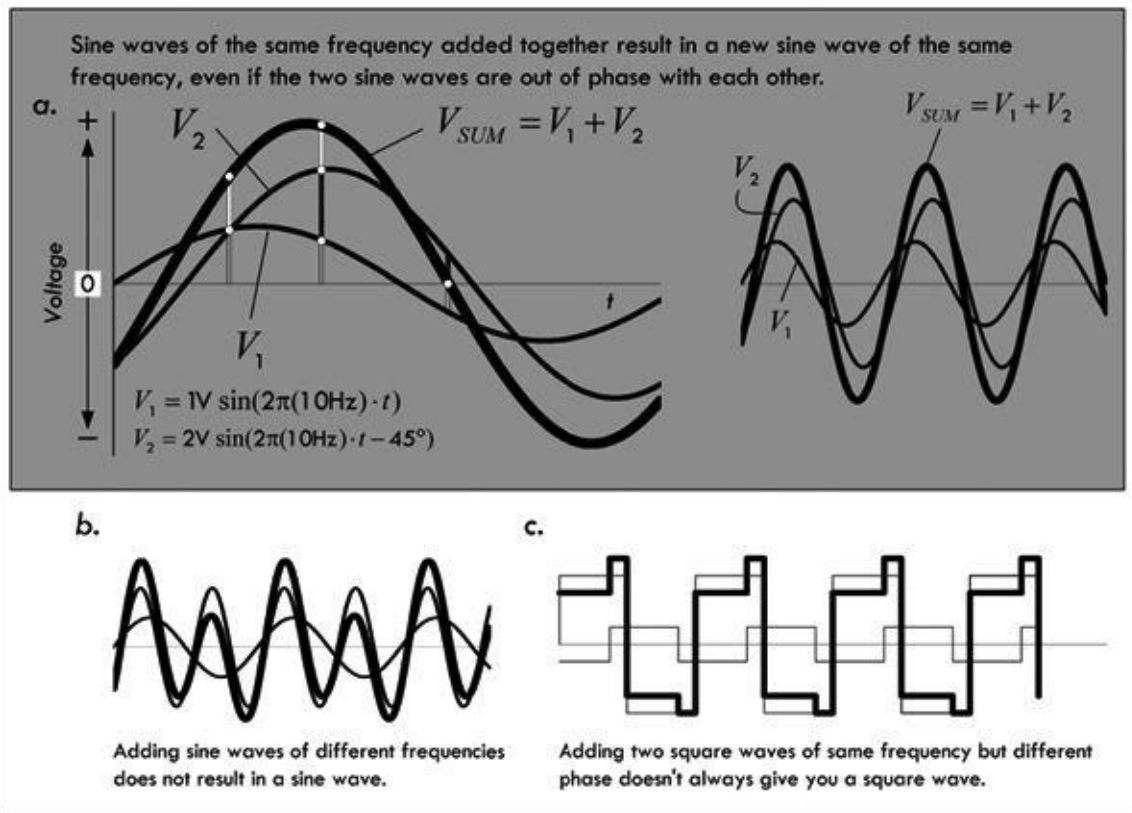 Sine waves of the same frequency added together result in a new sine wave of the same
frequency, even if the two sine waves are out of phase with each other.
a.
+
V₂
V_SUM = V₁ + V₂
Voltage
0
t
V₁
V₁ = 1V sin(2π(10Hz)·t)
V₂ = 2V sin(2π(10Hz)·t − 45°)
−
V_SUM = V₁ + V₂
V₂
V₁
b.
Adding sine waves of different frequencies
does not result in a sine wave.
c.
Adding two square waves of same frequency but different
phase doesn't always give you a square wave.